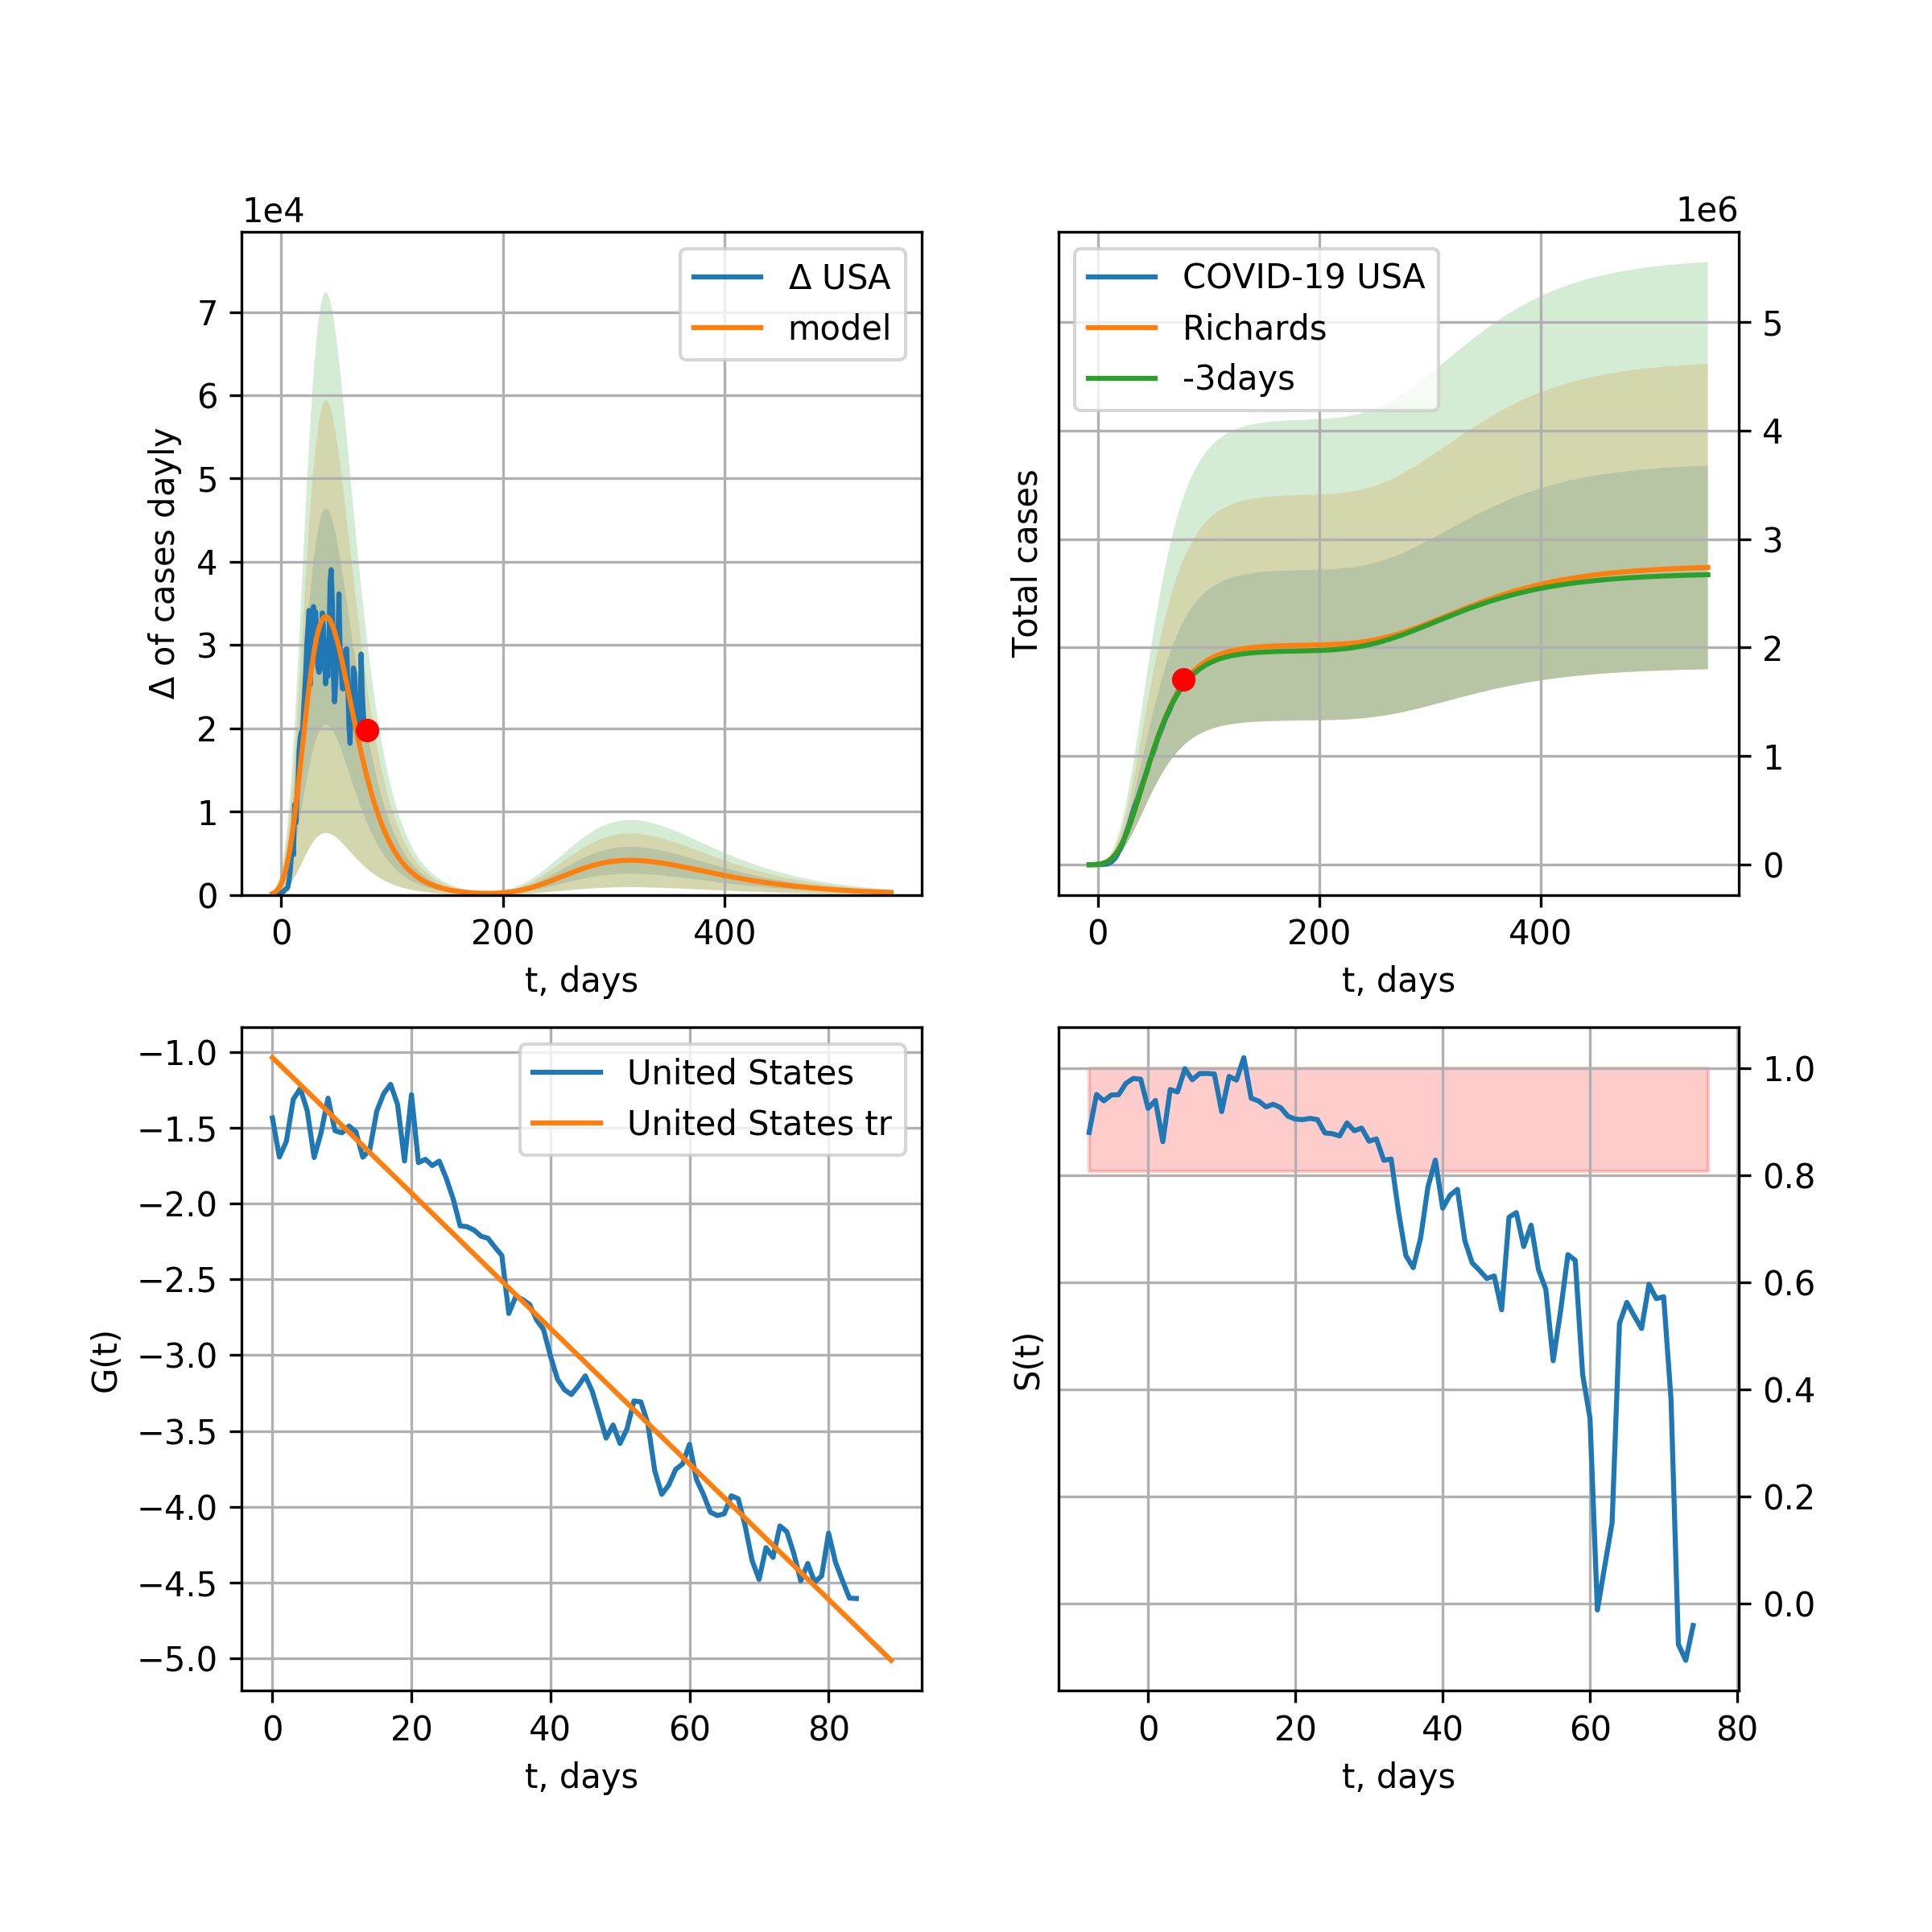 1e4
Δ USA
model
7
6
5
4
3
2
1
0
Δ of cases dayly
0 200 400
t, days
1e6
COVID-19 USA
Richards
-3days
Total cases
5
4
3
2
1
0
0 200 400
t, days
United States
United States tr
−1.0
−1.5
−2.0
−2.5
−3.0
−3.5
−4.0
−4.5
−5.0
G(t)
0 20 40 60 80
t, days
S(t)
1.0
0.8
0.6
0.4
0.2
0.0
0 20 40 60 80
t, days